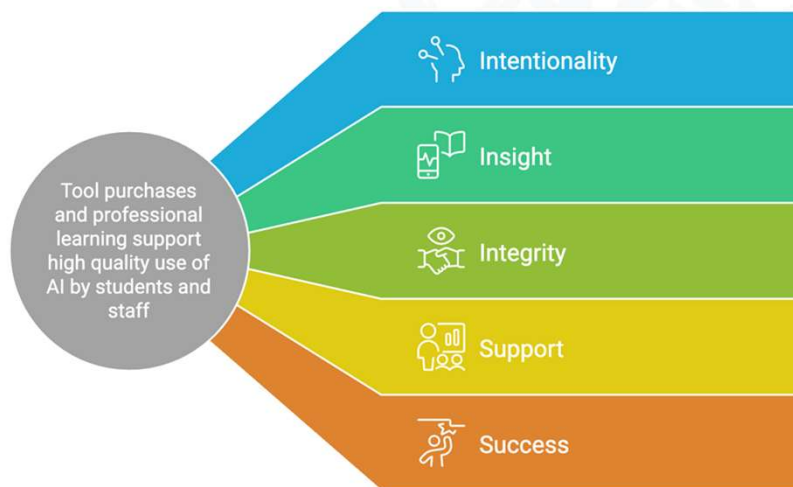 Tool purchases
and professional
learning support
high quality use of
AI by students and
staff
Intentionality
Insight
Integrity
Support
Success